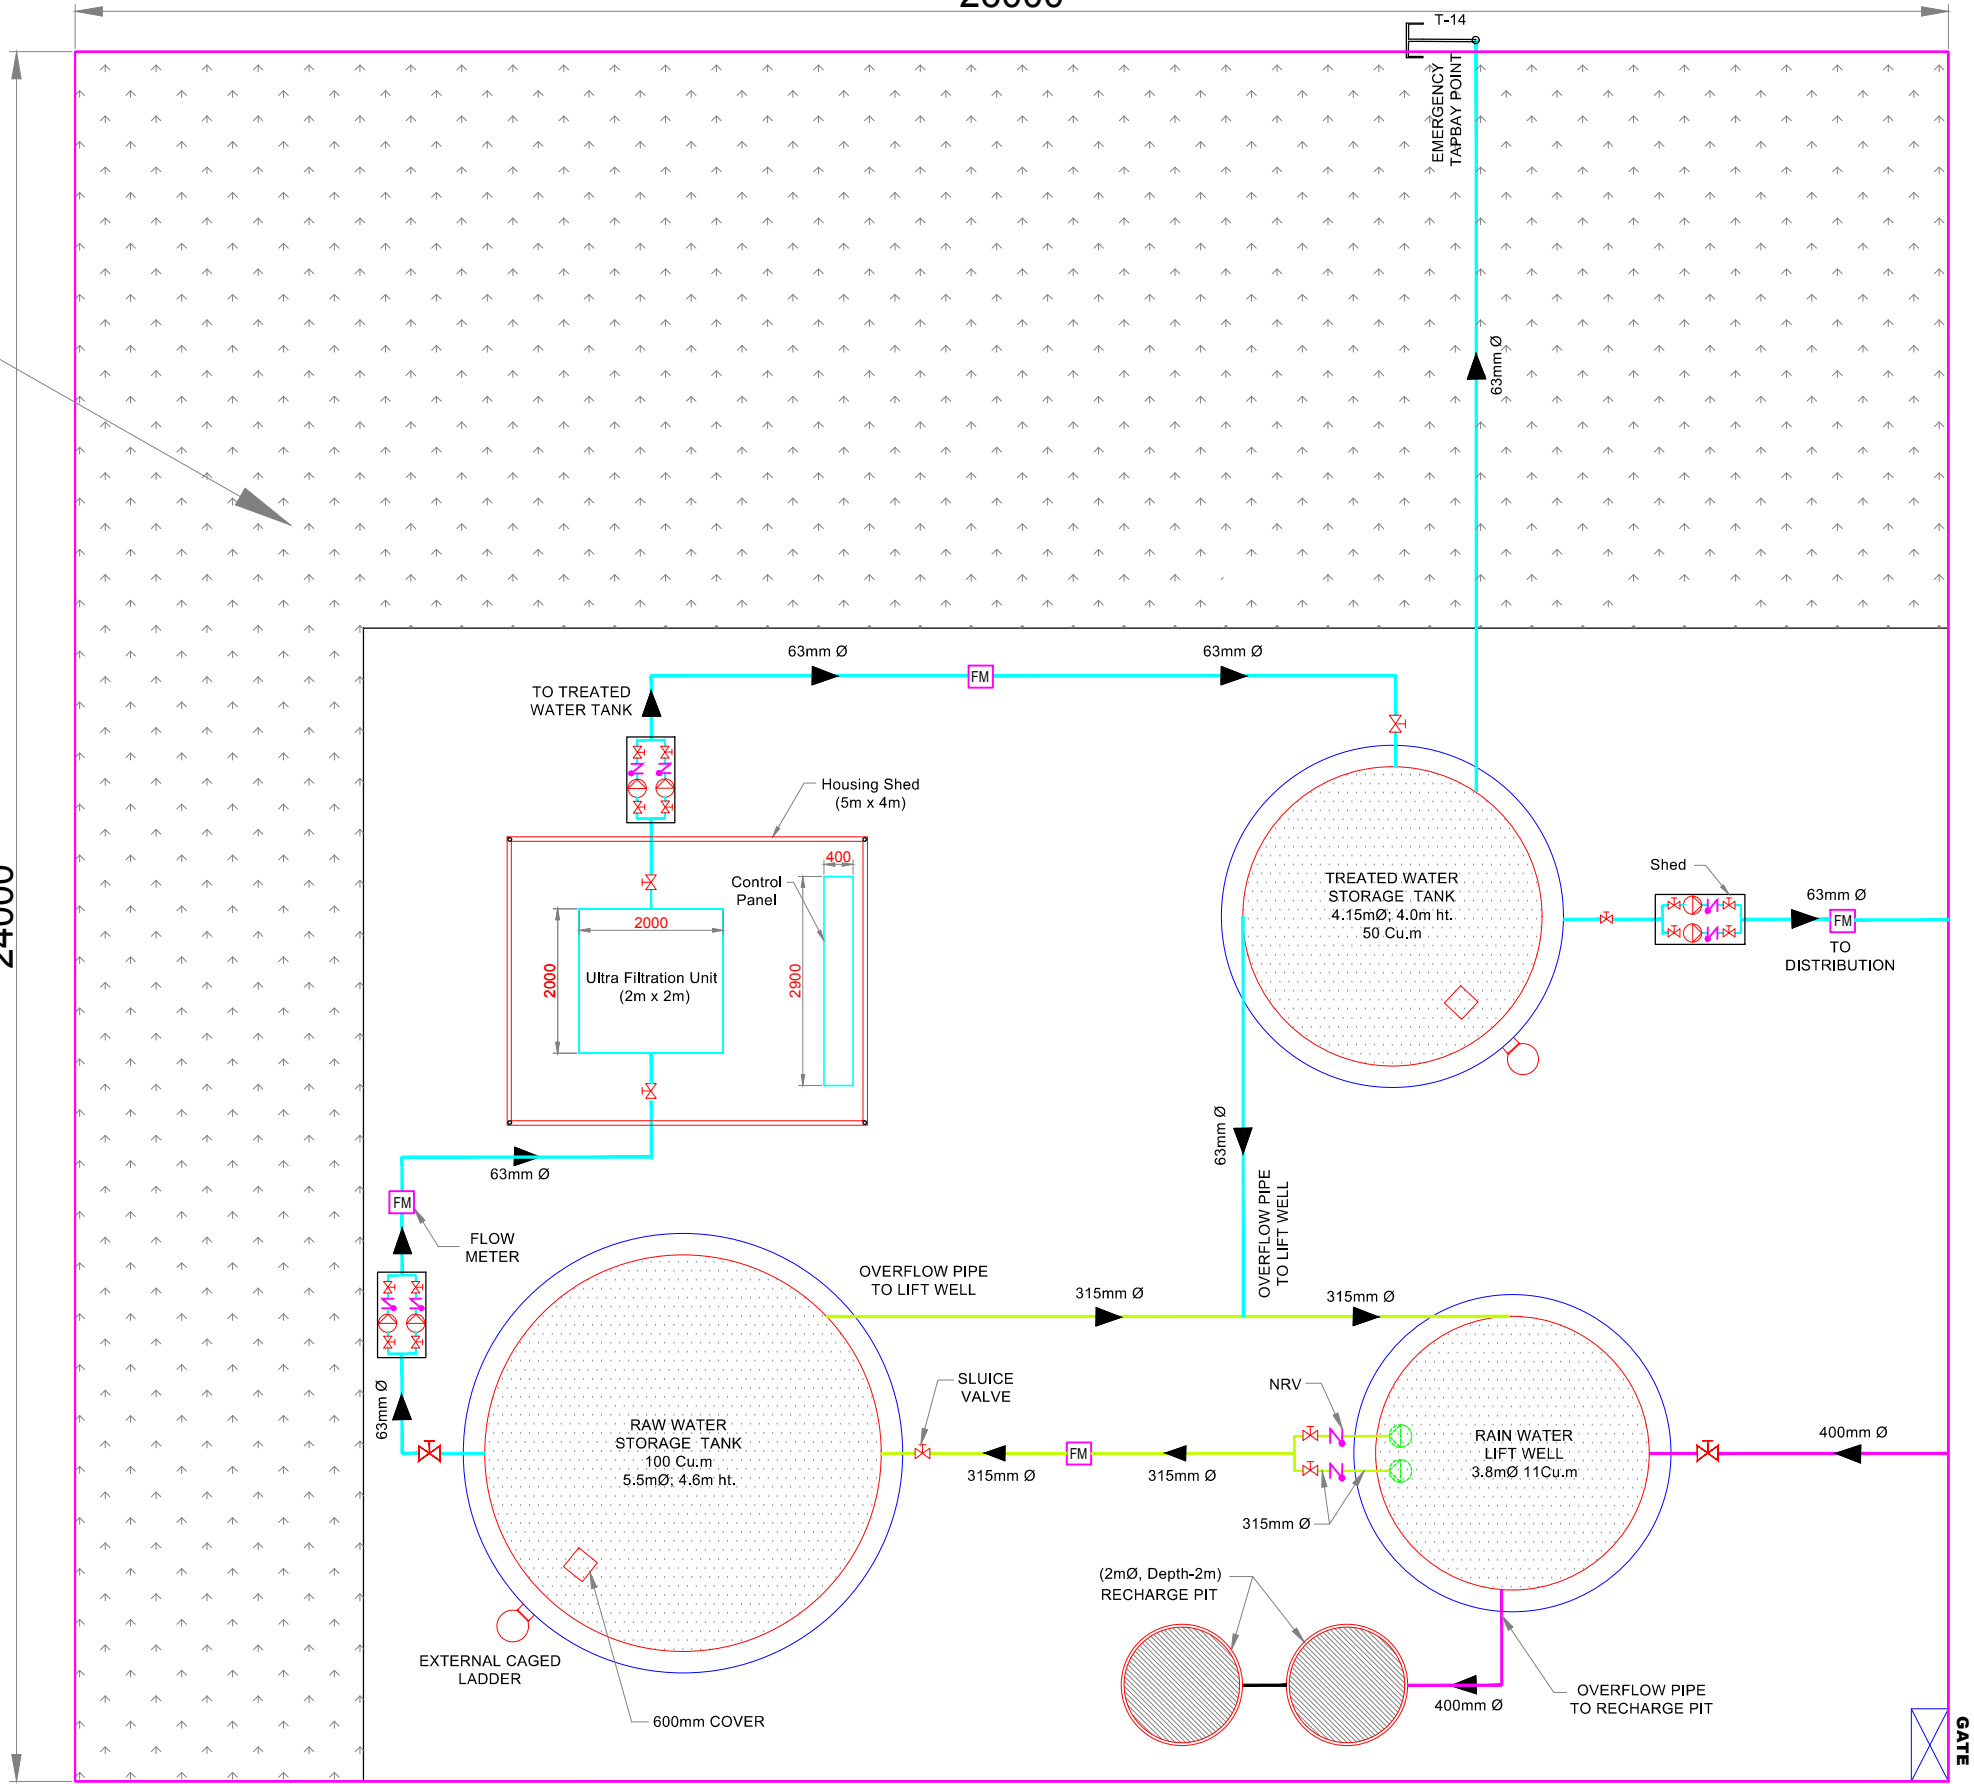 T-14
EMERGENCY
TAPBAY POINT
63mm Ø
63mm Ø
63mm Ø
FM
TO TREATED
WATER TANK
Housing Shed
(5m x 4m)
400
Control
Panel
2000
2000
2900
Ultra Filtration Unit
(2m x 2m)
TREATED WATER
STORAGE TANK
4.15mØ; 4.0m ht.
50 Cu.m
Shed
63mm Ø
FM
TO
DISTRIBUTION
63mm Ø
63mm Ø
FM
FLOW
METER
OVERFLOW PIPE
TO LIFT WELL
OVERFLOW PIPE
TO LIFT WELL
315mm Ø
315mm Ø
63mm Ø
SLUICE
VALVE
NRV
RAW WATER
STORAGE TANK
100 Cu.m
5.5mØ; 4.6m ht.
FM
315mm Ø
315mm Ø
315mm Ø
RAIN WATER
LIFT WELL
3.8mØ 11Cu.m
400mm Ø
(2mØ, Depth-2m)
RECHARGE PIT
EXTERNAL CAGED
LADDER
600mm COVER
400mm Ø
OVERFLOW PIPE
TO RECHARGE PIT
GATE